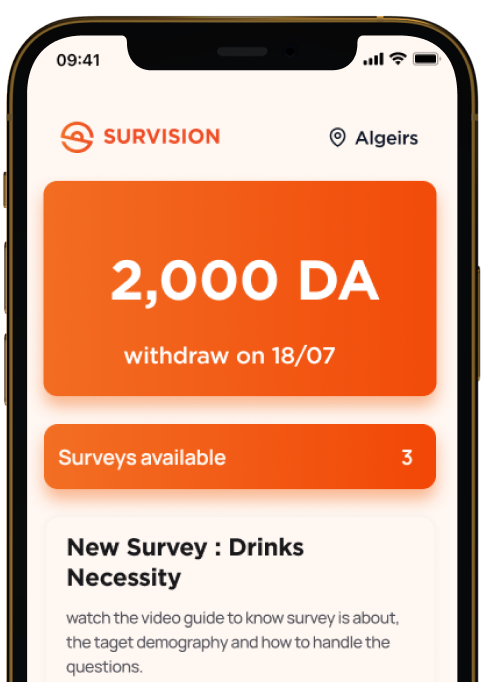 09:41
SURVISION
Algeirs
2,000 DA
withdraw on 18/07
Surveys available 3
New Survey : Drinks
Necessity
watch the video guide to know survey is about,
the taget demography and how to handle the
questions.